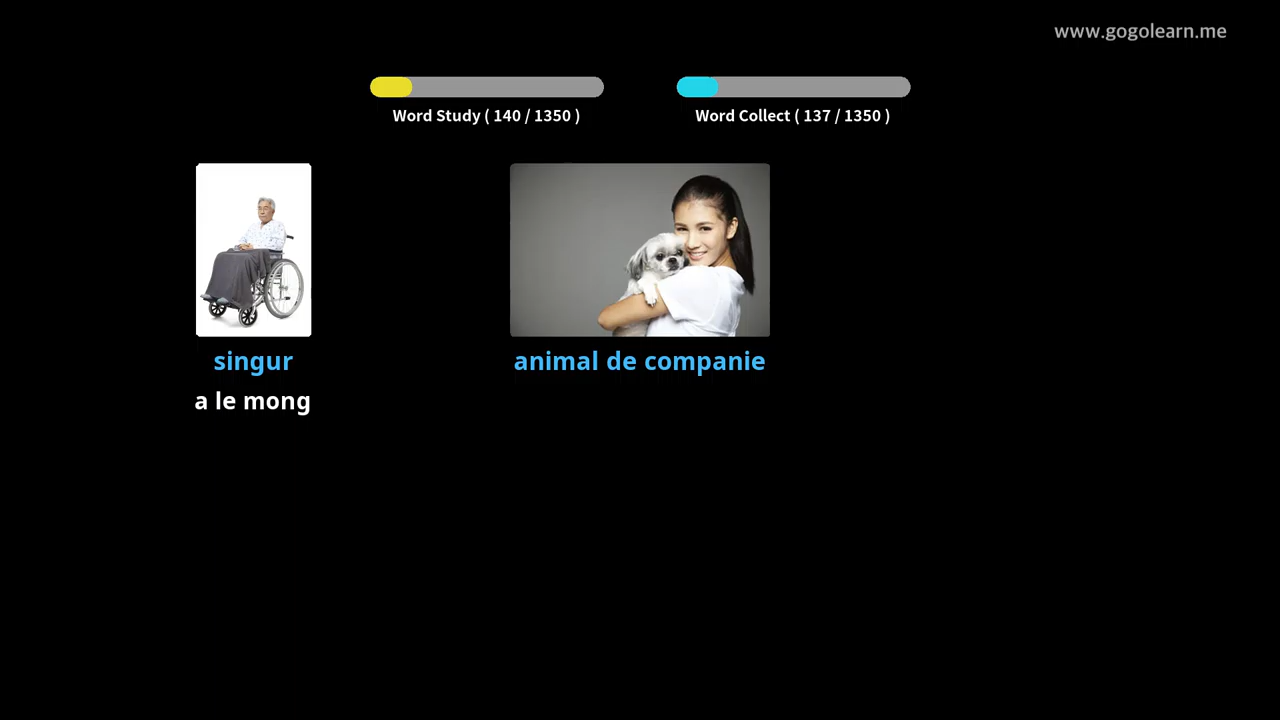 www.gogolearn.me
Word Study ( 140 / 1350 )
Word Collect ( 137 / 1350 )
singur
animal de companie
a le mong